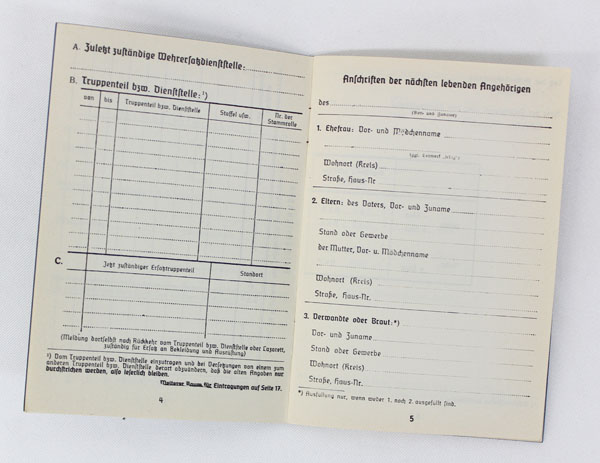 A. Zuletzt zuständige Wehrersatzdienststelle:
B. Truppenteil bzw. Dienststelle:¹)
von bis Truppenteil bzw. Dienststelle Staffel usw. Nr. der Stammrolle
C.
Jetzt zuständiger Ersatztruppenteil Standort
(Meldung dortselbst nach Rückkehr vom Truppenteil bzw. Dienststelle oder Lazarett,
zuständig für Ersatz an Bekleidung und Ausrüstung)
¹) Vom Truppenteil bzw. Dienststelle einzutragen und bei Versetzungen von einem zum
anderen Truppenteil bzw. Dienststelle derart abzuändern, daß die alten Angaben nur
durchstrichen werden, also leserlich bleiben.
Weiterer Raum für Eintragungen auf Seite 17.
4
Anschriften der nächsten lebenden Angehörigen
des
(Vor- und Zuname)
1. Ehefrau: Vor- und Mädchenname
Wohnort (Kreis)
Straße, Haus-Nr.
2. Eltern: des Vaters, Vor- und Zuname
Stand oder Gewerbe
der Mutter, Vor- u. Mädchenname
Wohnort (Kreis)
Straße, Haus-Nr.
3. Verwandte oder Braut:*)
Vor- und Zuname
Stand oder Gewerbe
Wohnort (Kreis)
Straße, Haus-Nr.
*) Ausfüllung nur, wenn weder 1. noch 2. ausgefüllt sind.
5